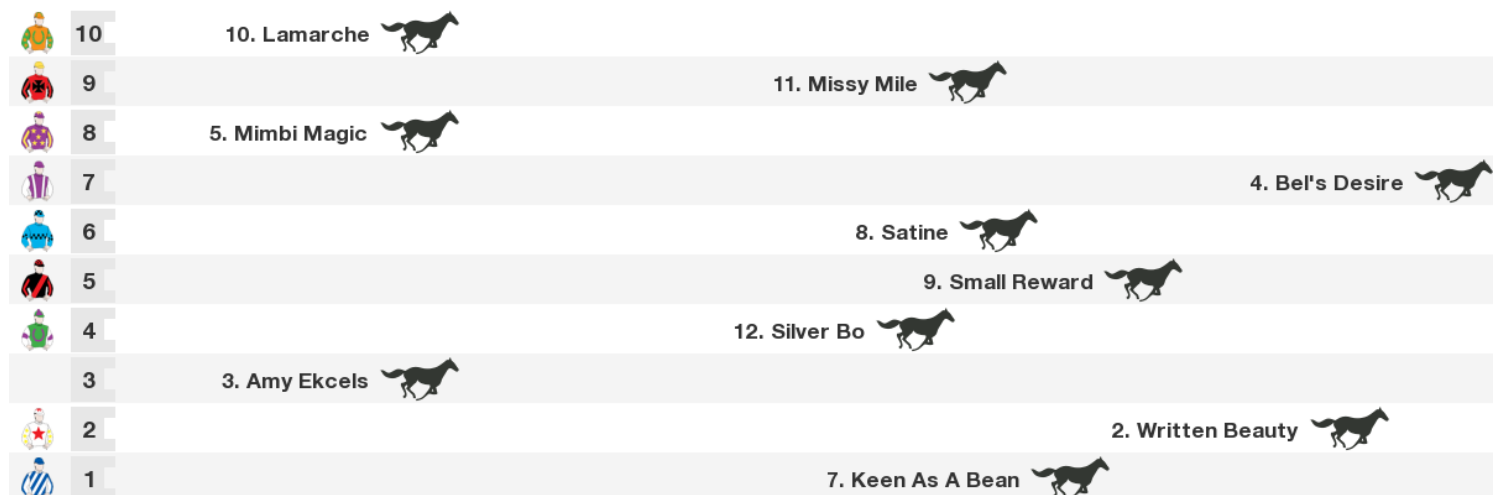 10 10. Lamarche
9 11. Missy Mile
8 5. Mimbi Magic
7 4. Bel's Desire
6 8. Satine
5 9. Small Reward
4 12. Silver Bo
3 3. Amy Ekcels
2 2. Written Beauty
1 7. Keen As A Bean